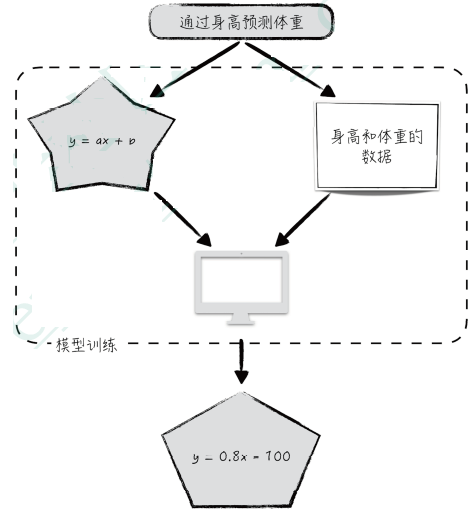 通过身高预测体重
y = ax + b
身高和体重的
数据
模型训练
y = 0.8x - 100